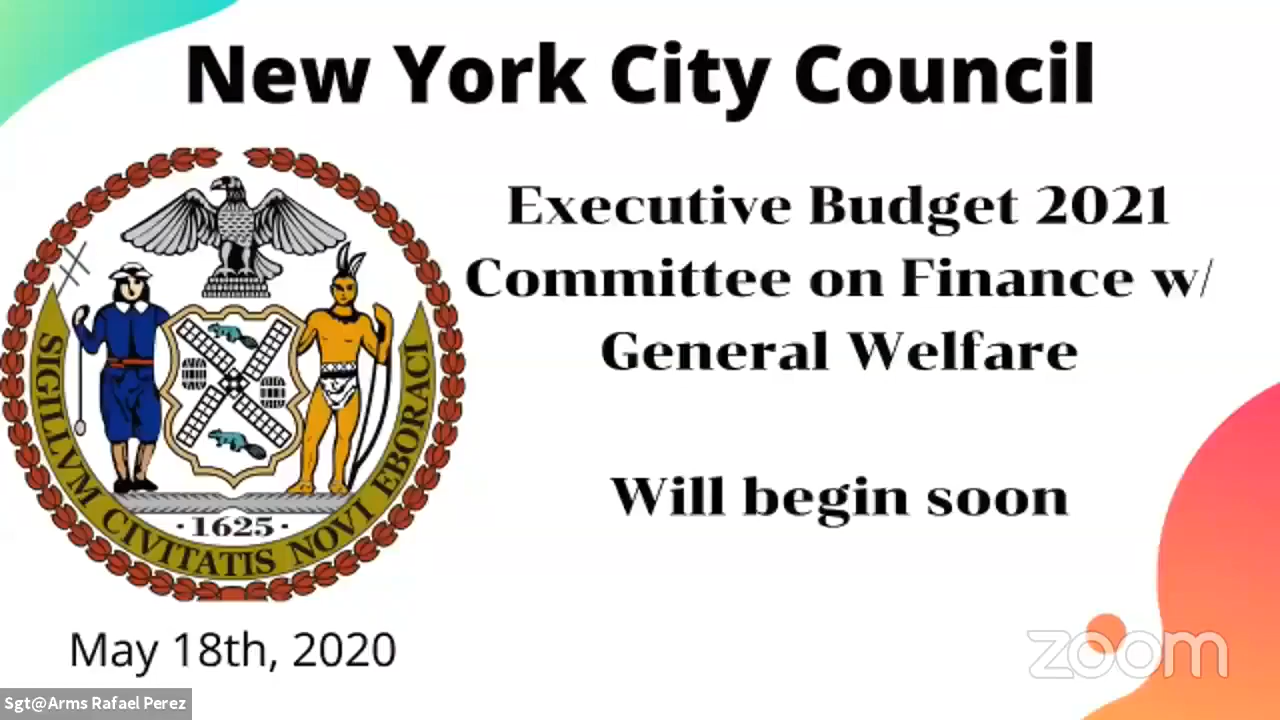 New York City Council
Executive Budget 2021
Committee on Finance w/
General Welfare
Will begin soon
SIGILLVM CIVITATIS NOVI EBORACI
·1625·
May 18th, 2020
zoom
Sgt@Arms Rafael Perez